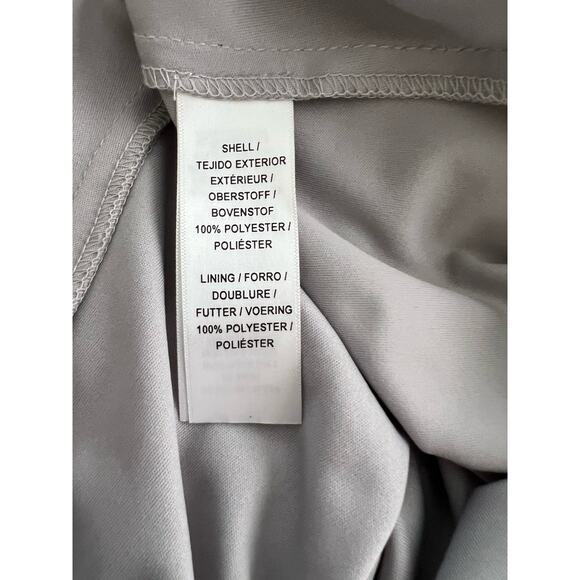 SHELL /
TEJIDO EXTERIOR
EXTÉRIEUR /
OBERSTOFF /
BOVENSTOF
100% POLYESTER /
POLIÉSTER
LINING / FORRO /
DOUBLURE /
FUTTER / VOERING
100% POLYESTER /
POLIÉSTER